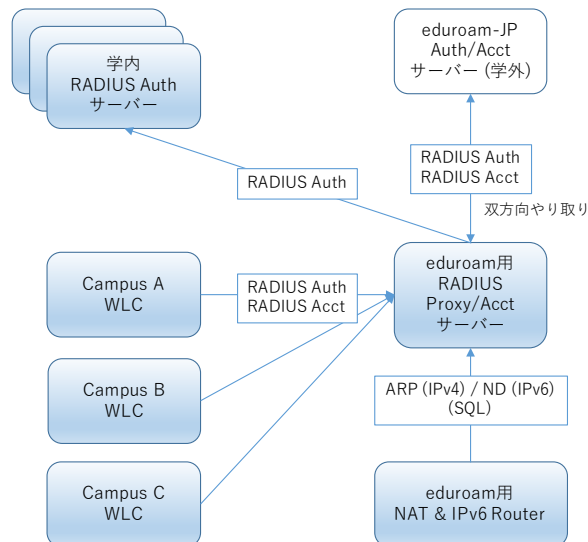 学内
RADIUS Auth
サーバー
eduroam-JP
Auth/Acct
サーバー (学外)
RADIUS Auth
RADIUS Acct
RADIUS Auth
双方向やり取り
Campus A
WLC
RADIUS Auth
RADIUS Acct
eduroam用
RADIUS
Proxy/Acct
サーバー
Campus B
WLC
ARP (IPv4) / ND (IPv6)
(SQL)
Campus C
WLC
eduroam用
NAT & IPv6 Router